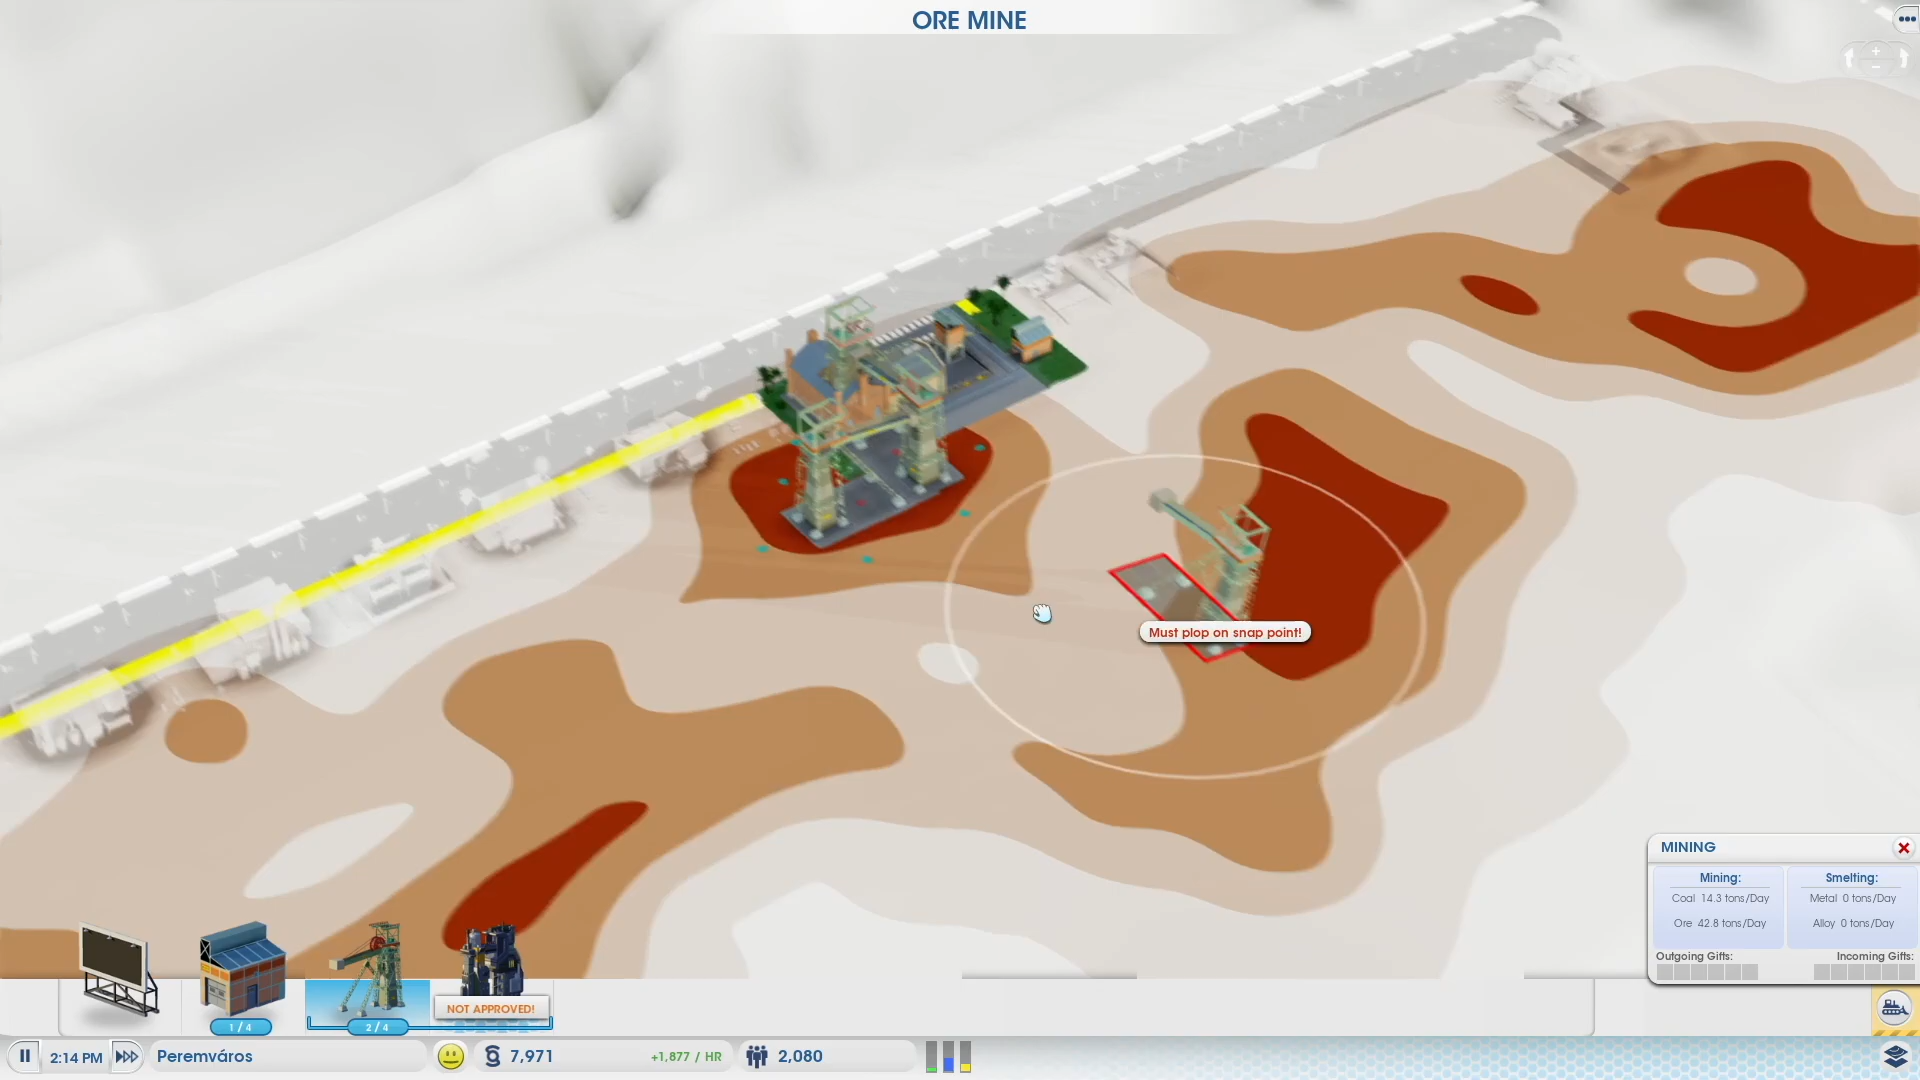 ORE MINE
Must plop on snap point!
MINING
Mining:
Coal 14.3 tons/Day
Ore 42.8 tons/Day
Smelting:
Metal 0 tons/Day
Alloy 0 tons/Day
Outgoing Gifts:
Incoming Gifts:
1 / 4
2 / 4
NOT APPROVED!
2:14 PM
Peremváros
7,971
+1,877 / HR
2,080